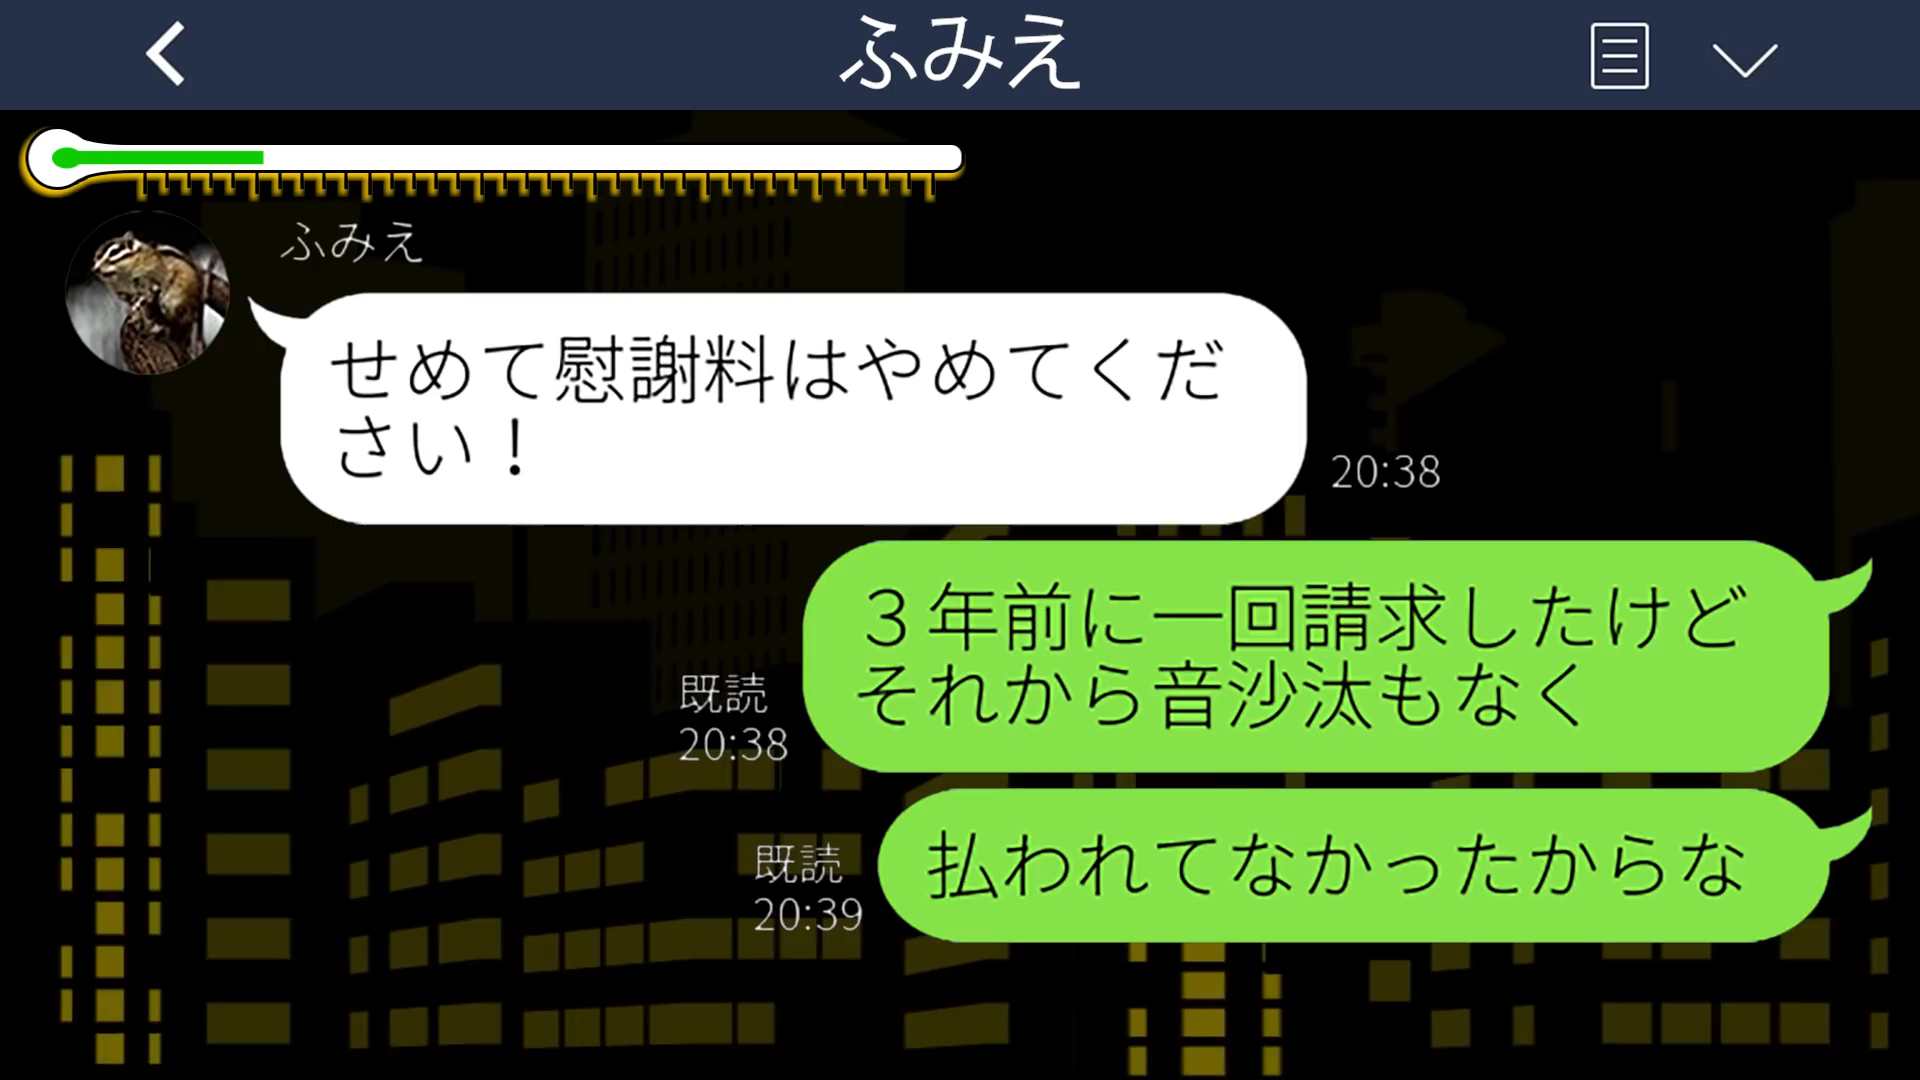 ふみえ
ふみえ
せめて慰謝料はやめてくだ
さい！
20:38
３年前に一回請求したけど
それから音沙汰もなく
既読
20:38
払われてなかったからな
既読
20:39